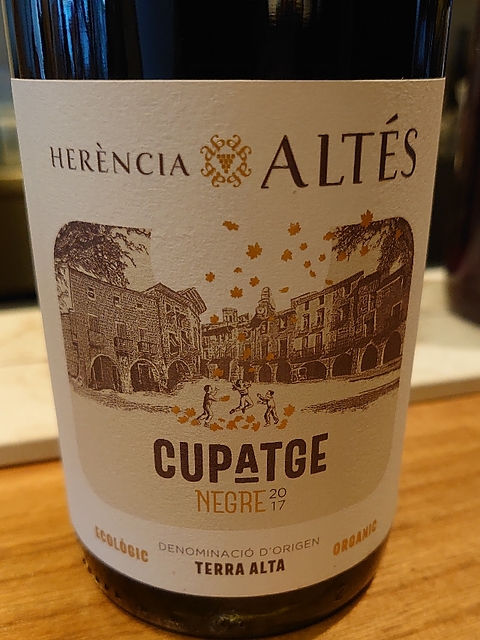 HERÈNCIA ALTÉS
CUPATGE
NEGRE 2017
ECOLÒGIC
DENOMINACIÓ D'ORIGEN
TERRA ALTA
ORGANIC